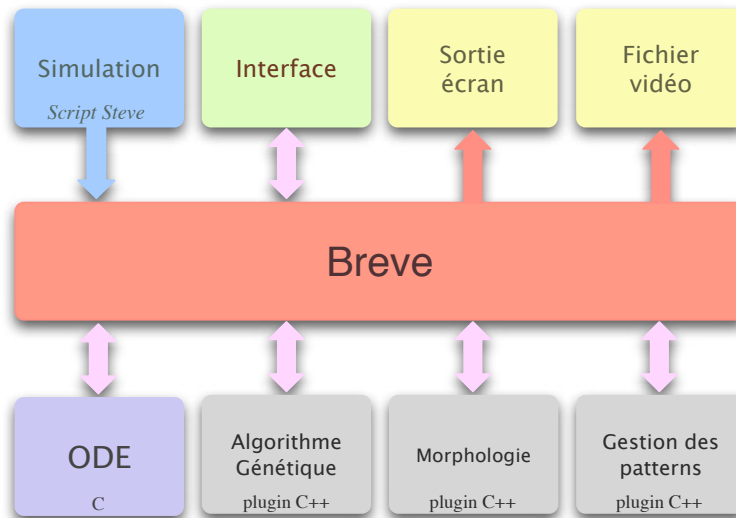 Simulation
Script Steve
Interface
Sortie
écran
Fichier
vidéo
Breve
ODE
C
Algorithme
Génétique
plugin C++
Morphologie
plugin C++
Gestion des
patterns
plugin C++